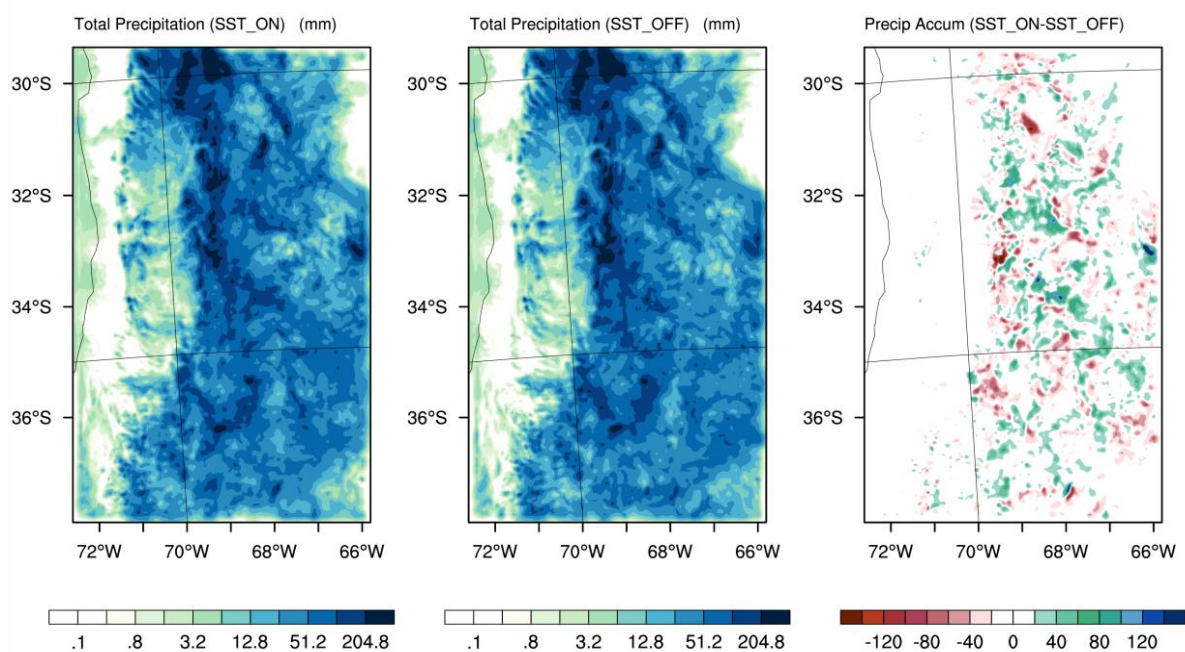 Total Precipitation (SST_ON) (mm)
Total Precipitation (SST_OFF) (mm)
Precip Accum (SST_ON-SST_OFF)
30°S
32°S
34°S
36°S
72°W 70°W 68°W 66°W
30°S
32°S
34°S
36°S
72°W 70°W 68°W 66°W
30°S
32°S
34°S
36°S
72°W 70°W 68°W 66°W
.1 .8 3.2 12.8 51.2 204.8
.1 .8 3.2 12.8 51.2 204.8
-120 -80 -40 0 40 80 120